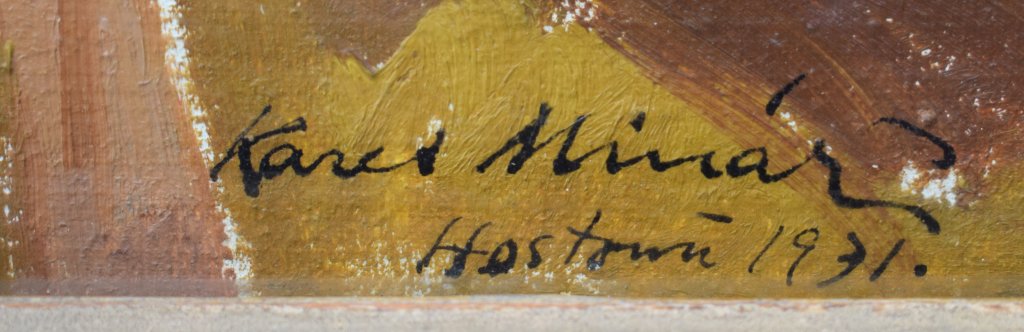 Karel Minář
Hostouň 1931.